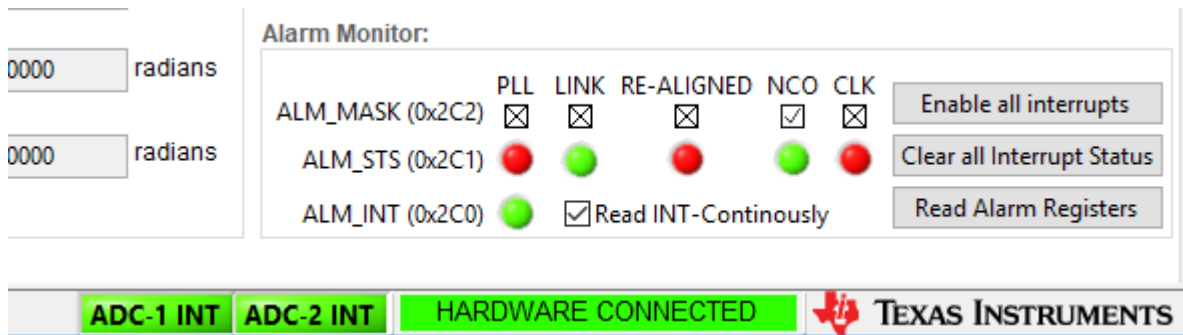 Alarm Monitor:
0000 radians
PLL LINK RE-ALIGNED NCO CLK
ALM_MASK (0x2C2) Enable all interrupts
0000 radians
ALM_STS (0x2C1) Clear all Interrupt Status
ALM_INT (0x2C0) Read INT-Continously Read Alarm Registers
ADC-1 INT ADC-2 INT HARDWARE CONNECTED TEXAS INSTRUMENTS